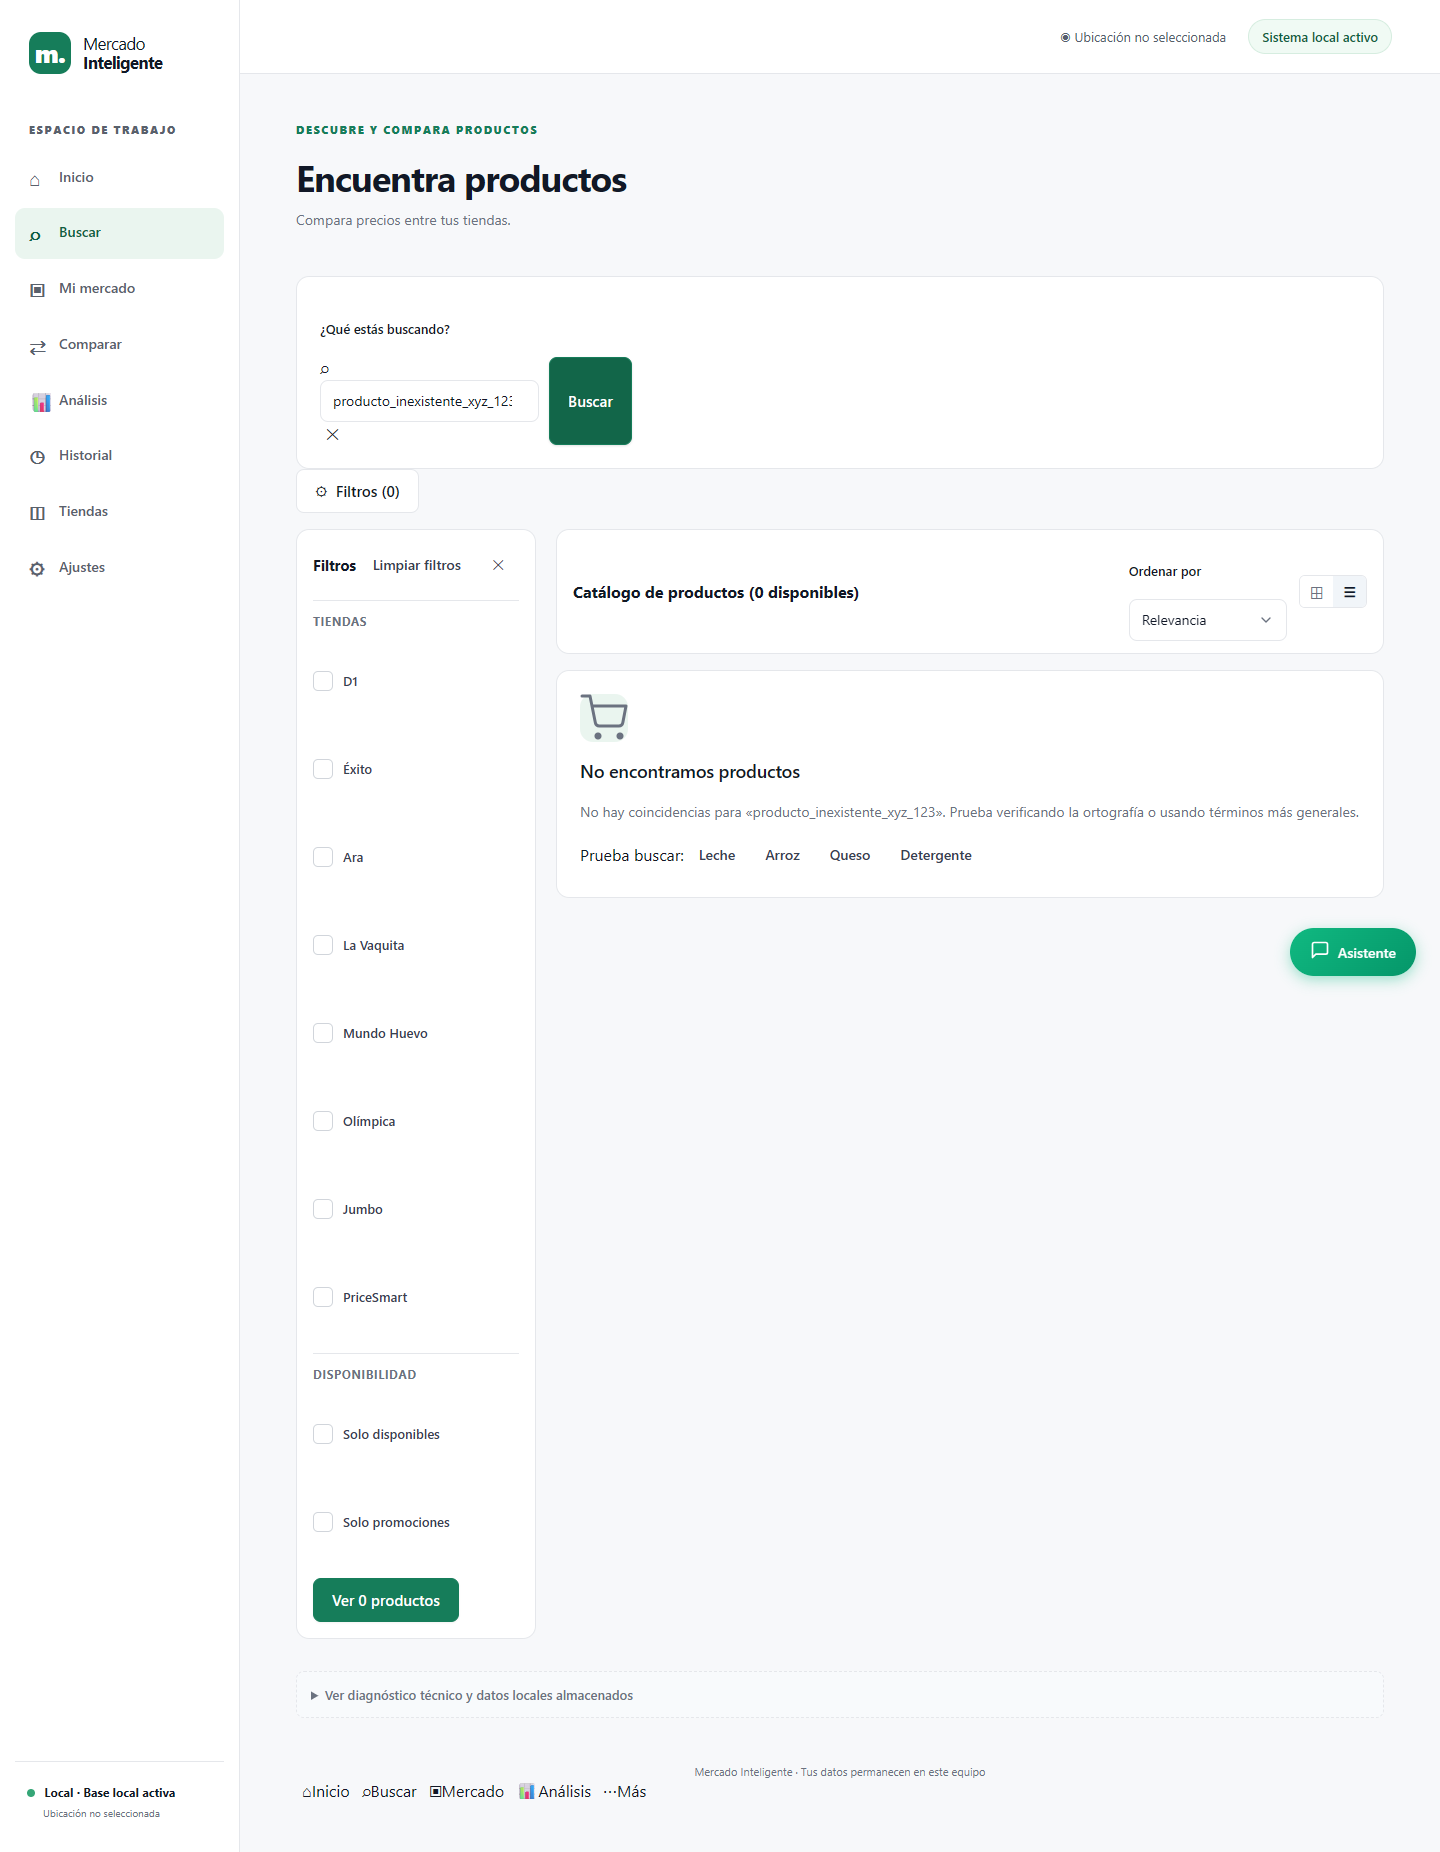 m.
Mercado
Inteligente
ESPACIO DE TRABAJO
Inicio
Buscar
Mi mercado
Comparar
Análisis
Historial
Tiendas
Ajustes
Local · Base local activa
Ubicación no seleccionada
Ubicación no seleccionada
Sistema local activo
DESCUBRE Y COMPARA PRODUCTOS
Encuentra productos
Compara precios entre tus tiendas.
¿Qué estás buscando?
producto_inexistente_xyz_123
Buscar
Filtros (0)
Filtros
Limpiar filtros
TIENDAS
D1
Éxito
Ara
La Vaquita
Mundo Huevo
Olímpica
Jumbo
PriceSmart
DISPONIBILIDAD
Solo disponibles
Solo promociones
Ver 0 productos
Catálogo de productos (0 disponibles)
Ordenar por
Relevancia
No encontramos productos
No hay coincidencias para «producto_inexistente_xyz_123». Prueba verificando la ortografía o usando términos más generales.
Prueba buscar: Leche Arroz Queso Detergente
Asistente
Ver diagnóstico técnico y datos locales almacenados
Mercado Inteligente · Tus datos permanecen en este equipo
Inicio Buscar Mercado Análisis ···Más